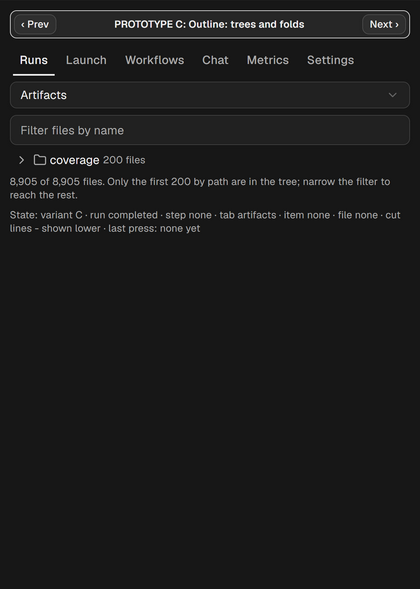 ‹ Prev PROTOTYPE C: Outline: trees and folds Next ›
Runs Launch Workflows Chat Metrics Settings
Artifacts
Filter files by name
coverage 200 files
8,905 of 8,905 files. Only the first 200 by path are in the tree; narrow the filter to
reach the rest.
State: variant C · run completed · step none · tab artifacts · item none · file none · cut
lines - shown lower · last press: none yet